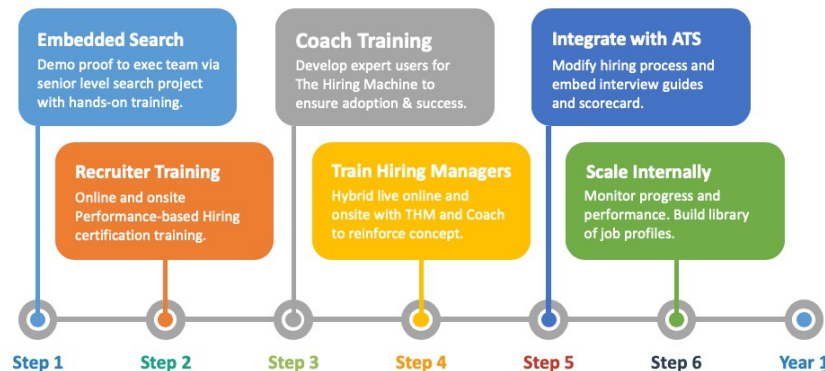 Embedded Search
Demo proof to exec team via
senior level search project
with hands-on training.
Coach Training
Develop expert users for
The Hiring Machine to
ensure adoption & success.
Integrate with ATS
Modify hiring process and
embed interview guides
and scorecard.
Recruiter Training
Online and onsite
Performance-based Hiring
certification training.
Train Hiring Managers
Hybrid live online and
onsite with THM and Coach
to reinforce concept.
Scale Internally
Monitor progress and
performance. Build library
of job profiles.
Step 1
Step 2
Step 3
Step 4
Step 5
Step 6
Year 1